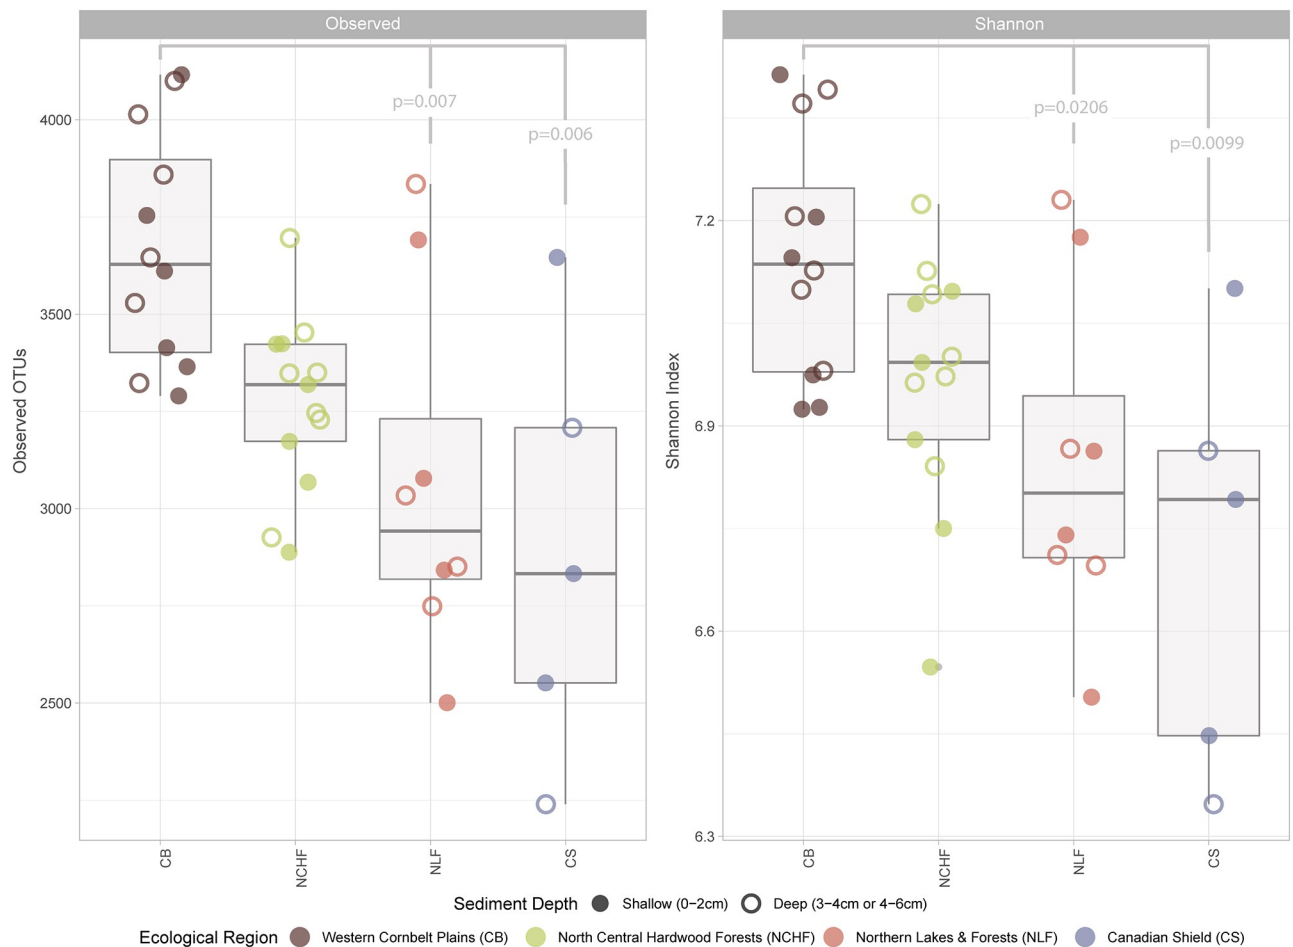 Observed
Shannon
p=0.007
p=0.006
p=0.0206
p=0.0099
Observed OTUs
4000
3500
3000
2500
Shannon Index
7.2
6.9
6.6
6.3
CB
NCHF
NLF
CS
CB
NCHF
NLF
CS
Sediment Depth Shallow (0−2cm) Deep (3−4cm or 4−6cm)
Ecological Region Western Cornbelt Plains (CB) North Central Hardwood Forests (NCHF) Northern Lakes & Forests (NLF) Canadian Shield (CS)